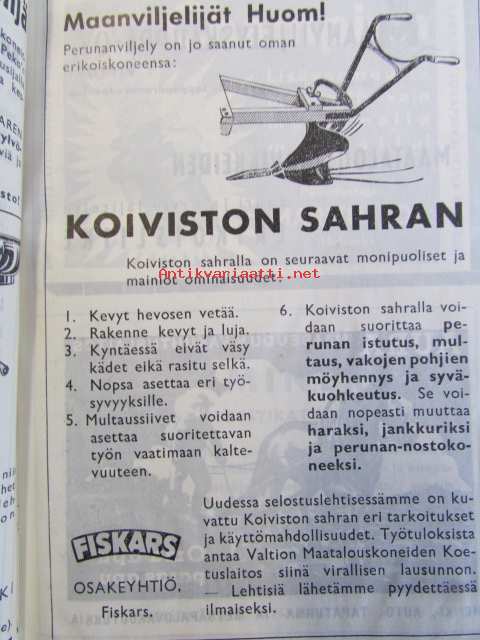 Maanviljelijät Huom!
Perunanviljely on jo saanut oman
erikoiskoneensa:
KOIVISTON SAHRAN
Koiviston sahralla on seuraavat monipuoliset ja
mainiot ominaisuudet:
Antikvariaatti.net
1. Kevyt hevosen vetää.
2. Rakenne kevyt ja luja.
3. Kyntäessä eivät väsy
kädet eikä rasitu selkä.
4. Nopsa asettaa eri työ-
syvyyksille.
5. Multaussiivet voidaan
asettaa suoritettavan
työn vaatimaan kalte-
vuuteen.
6. Koiviston sahralla voi-
daan suorittaa pe-
runan istutus, mul-
taus, vakojen pohjien
möyhennys ja syvä-
kuohkeutus. Se voi-
daan nopeasti muuttaa
haraksi, jankkuriksi
ja perunan-nostoko-
neeksi.
FISKARS
OSAKEYHTIÖ,
Fiskars.
Uudessa selostuslehtisessämme on ku-
vattu Koiviston sahran eri tarkoitukset
ja käyttömahdollisuudet. Työtuloksista
antaa Valtion Maatalouskoneiden Koe-
tuslaitos siinä virallisen lausunnon.
— Lehtisiä lähetämme pyydettäessä
ilmaiseksi.